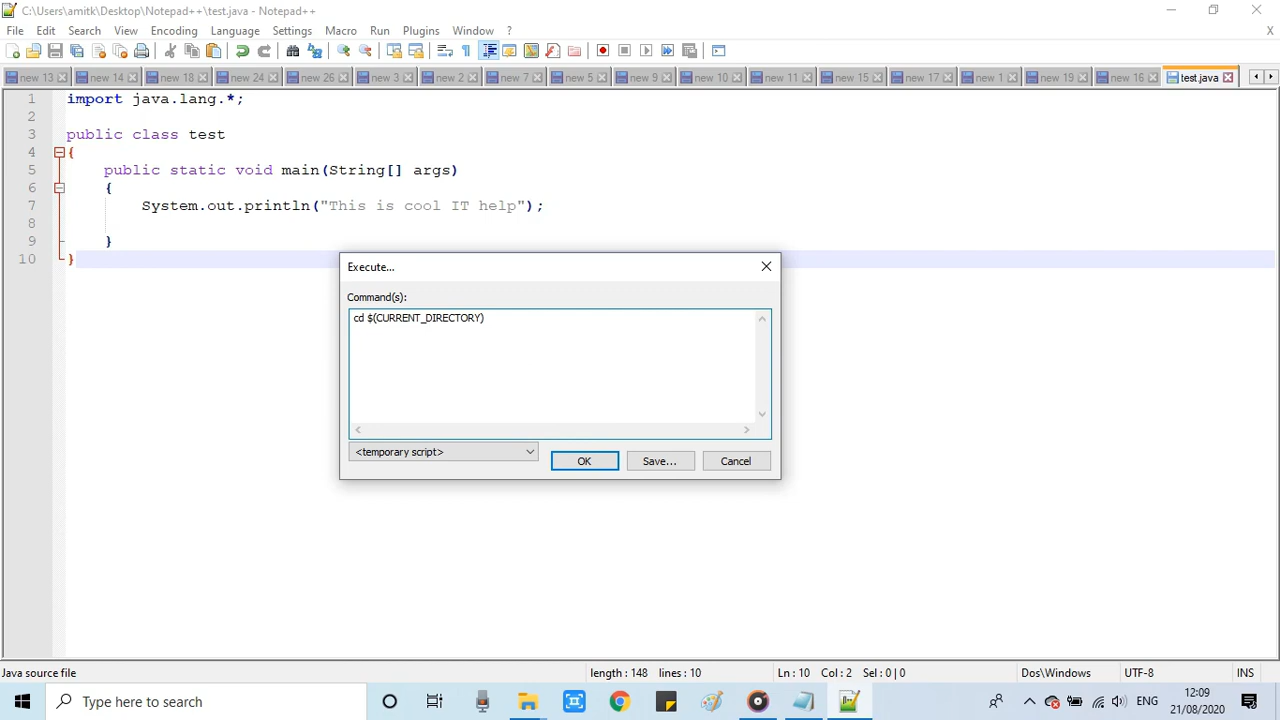 C:\Users\amitk\Desktop\Notepad++\test.java - Notepad++
File Edit Search View Encoding Language Settings Macro Run Plugins Window ? X
new 13 new 14 new 18 new 24 new 26 new 3 new 2 new 7 new 5 new 9 new 10 new 11 new 15 new 17 new 1 new 19 new 16 test.java
1 import java.lang.*;
2
3 public class test
4 {
5 public static void main(String[] args)
6 {
7 System.out.println("This is cool IT help");
8
9 }
10 }
Execute...
Command(s):
cd $(CURRENT_DIRECTORY)
<temporary script> OK Save... Cancel
Java source file length : 148 lines : 10 Ln : 10 Col : 2 Sel : 0 | 0 Dos\Windows UTF-8 INS
Type here to search ENG 12:09
21/08/2020